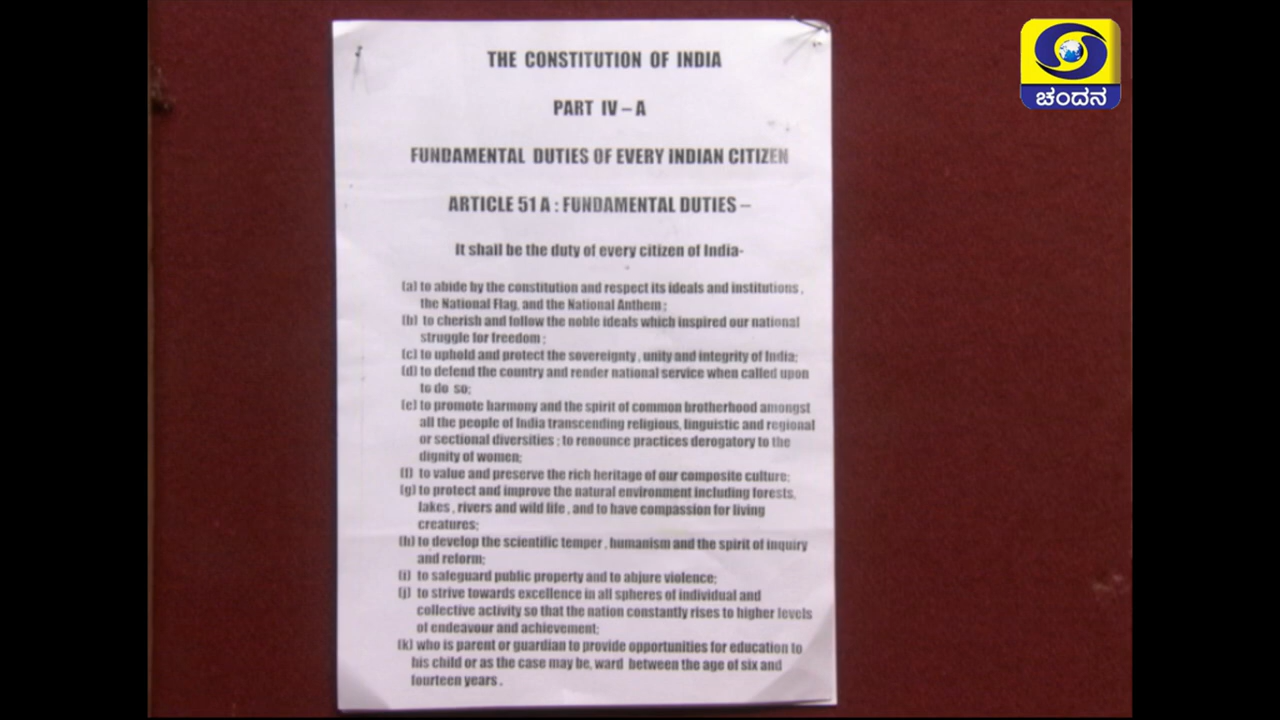 THE CONSTITUTION OF INDIA
PART IV – A
FUNDAMENTAL DUTIES OF EVERY INDIAN CITIZEN
ARTICLE 51 A : FUNDAMENTAL DUTIES –
It shall be the duty of every citizen of India-
(a) to abide by the constitution and respect its ideals and institutions ,
the National Flag, and the National Anthem ;
(b) to cherish and follow the noble ideals which inspired our national
struggle for freedom ;
(c) to uphold and protect the sovereignty , unity and integrity of India;
(d) to defend the country and render national service when called upon
to do so;
(e) to promote harmony and the spirit of common brotherhood amongst
all the people of India transcending religious, linguistic and regional
or sectional diversities ; to renounce practices derogatory to the
dignity of women;
(f) to value and preserve the rich heritage of our composite culture;
(g) to protect and improve the natural environment including forests,
lakes , rivers and wild life , and to have compassion for living
creatures;
(h) to develop the scientific temper , humanism and the spirit of inquiry
and reform;
(i) to safeguard public property and to abjure violence;
(j) to strive towards excellence in all spheres of individual and
collective activity so that the nation constantly rises to higher levels
of endeavour and achievement;
(k) who is parent or guardian to provide opportunities for education to
his child or as the case may be, ward between the age of six and
fourteen years .
ಚಂದನ